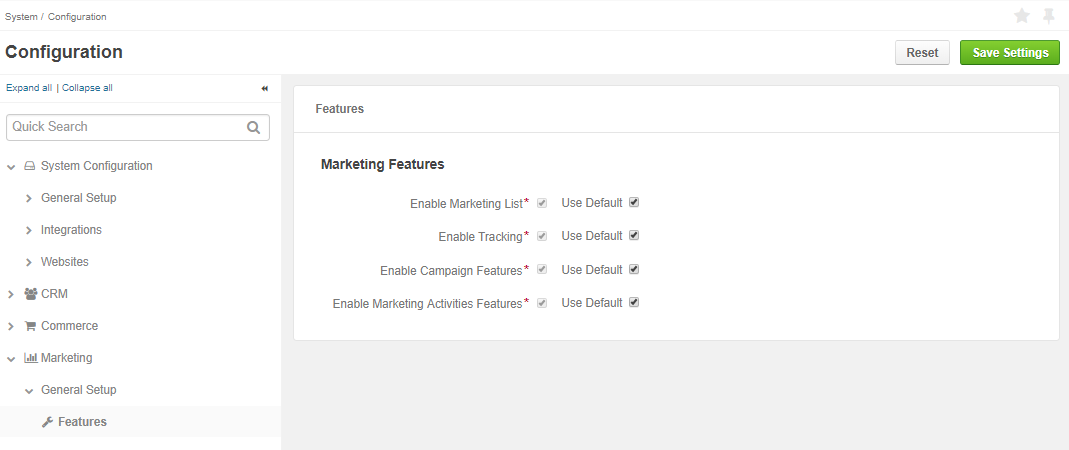 System / Configuration
Configuration
Reset
Save Settings
Expand all | Collapse all
Quick Search
System Configuration
General Setup
Integrations
Websites
CRM
Commerce
Marketing
General Setup
Features
Features
Marketing Features
Enable Marketing List* Use Default
Enable Tracking* Use Default
Enable Campaign Features* Use Default
Enable Marketing Activities Features* Use Default